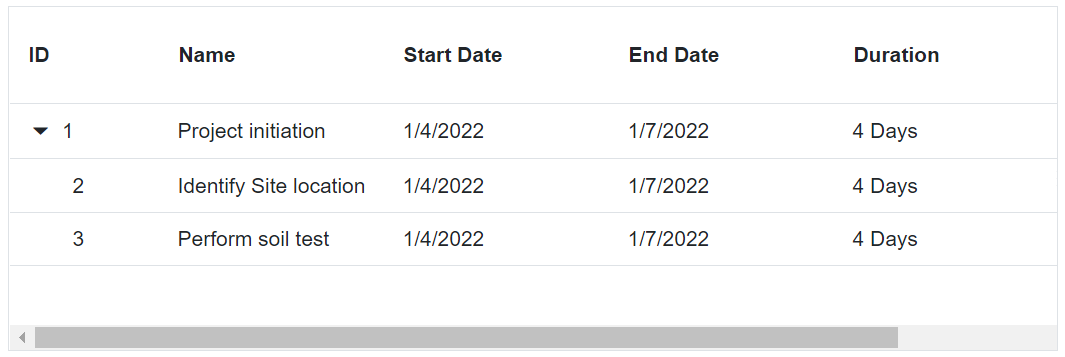 ID Name Start Date End Date Duration
1 Project initiation 1/4/2022 1/7/2022 4 Days
2 Identify Site location 1/4/2022 1/7/2022 4 Days
3 Perform soil test 1/4/2022 1/7/2022 4 Days